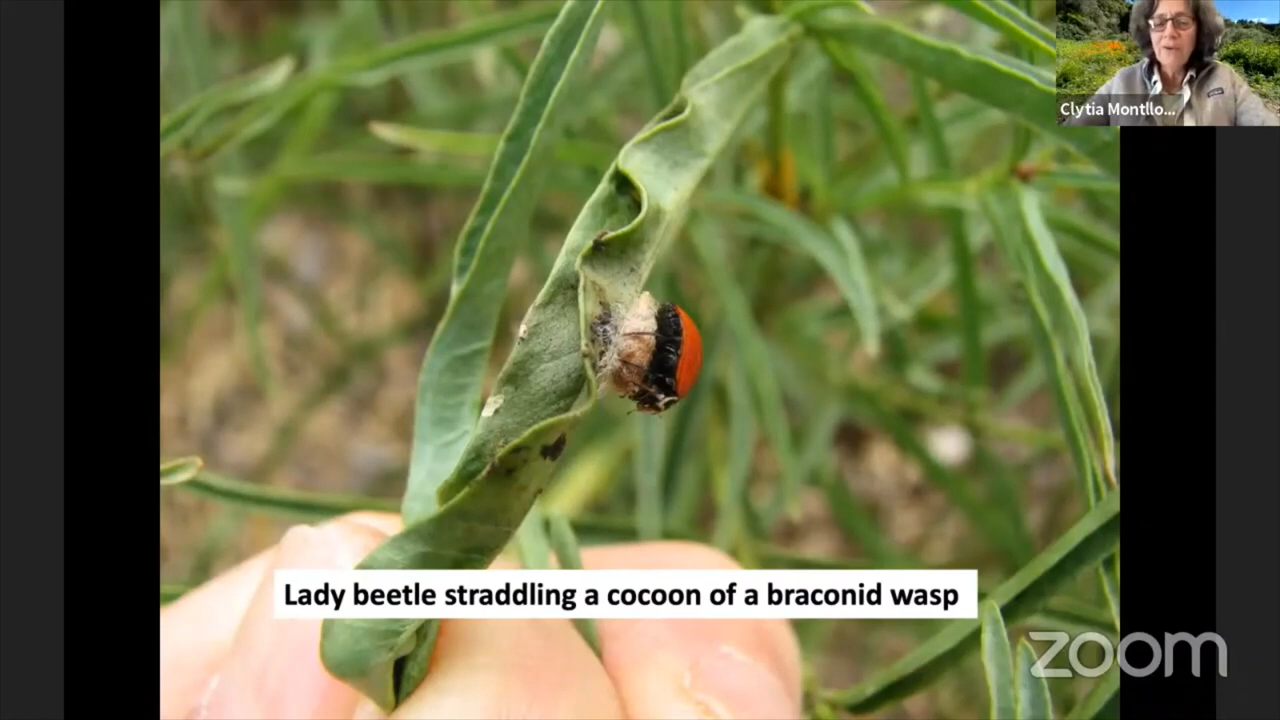 Clytia Montllo...
Lady beetle straddling a cocoon of a braconid wasp
zoom